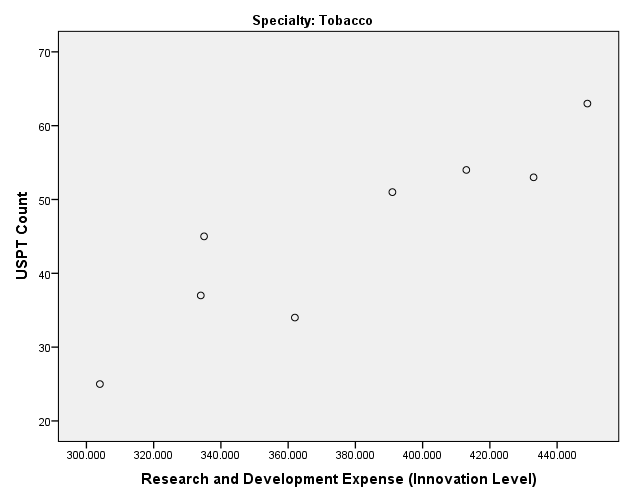 Specialty: Tobacco
70
60
50
40
30
20
USPT Count
300.000 320.000 340.000 360.000 380.000 400.000 420.000 440.000
Research and Development Expense (Innovation Level)